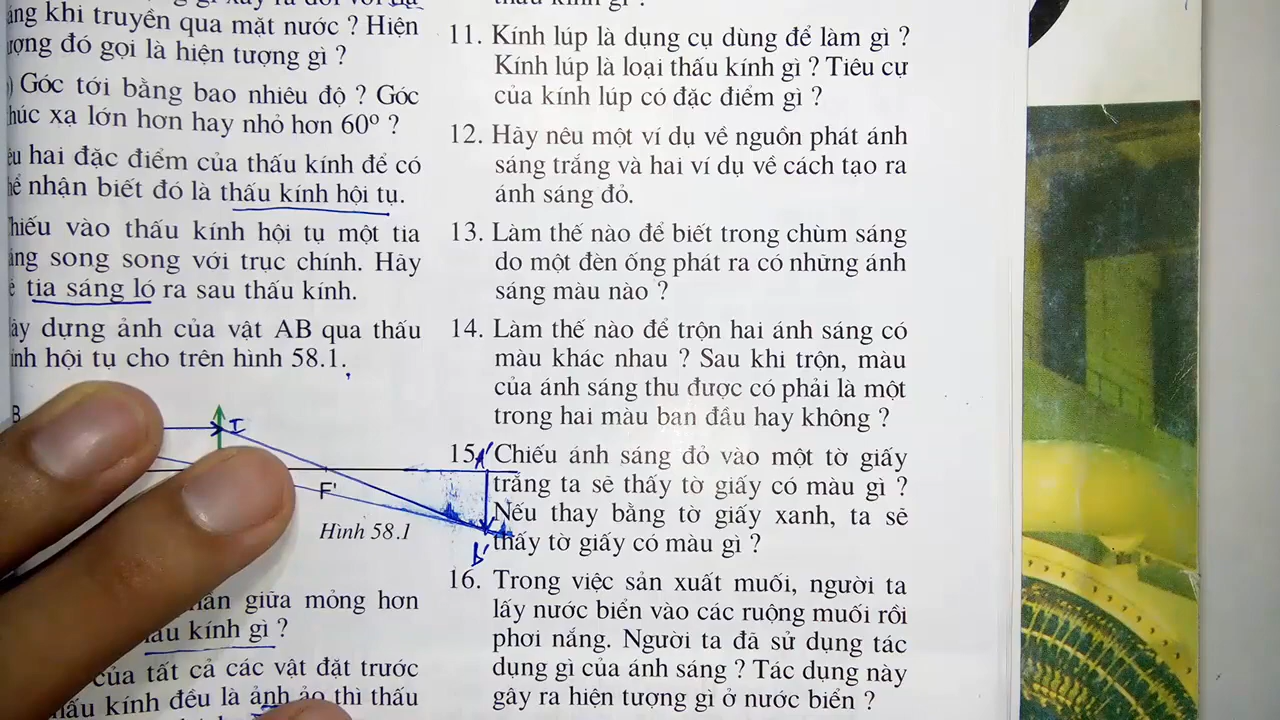 áng khi truyền qua mặt nước ? Hiện
tượng đó gọi là hiện tượng gì ?
) Góc tới bằng bao nhiêu độ ? Góc
khúc xạ lớn hơn hay nhỏ hơn 60º ?
êu hai đặc điểm của thấu kính để có
hể nhận biết đó là thấu kính hội tụ.
Chiếu vào thấu kính hội tụ một tia
áng song song với trục chính. Hãy
ẽ tia sáng ló ra sau thấu kính.
ãy dựng ảnh của vật AB qua thấu
ính hội tụ cho trên hình 58.1.
B
I
F'
A'
B'
Hình 58.1
phần giữa mỏng hơn
thấu kính gì ?
của tất cả các vật đặt trước
thấu kính đều là ảnh ảo thì thấu
11. Kính lúp là dụng cụ dùng để làm gì ?
Kính lúp là loại thấu kính gì ? Tiêu cự
của kính lúp có đặc điểm gì ?
12. Hãy nêu một ví dụ về nguồn phát ánh
sáng trắng và hai ví dụ về cách tạo ra
ánh sáng đỏ.
13. Làm thế nào để biết trong chùm sáng
do một đèn ống phát ra có những ánh
sáng màu nào ?
14. Làm thế nào để trộn hai ánh sáng có
màu khác nhau ? Sau khi trộn, màu
của ánh sáng thu được có phải là một
trong hai màu ban đầu hay không ?
15. Chiếu ánh sáng đỏ vào một tờ giấy
trắng ta sẽ thấy tờ giấy có màu gì ?
Nếu thay bằng tờ giấy xanh, ta sẽ
thấy tờ giấy có màu gì ?
16. Trong việc sản xuất muối, người ta
lấy nước biển vào các ruộng muối rồi
phơi nắng. Người ta đã sử dụng tác
dụng gì của ánh sáng ? Tác dụng này
gây ra hiện tượng gì ở nước biển ?